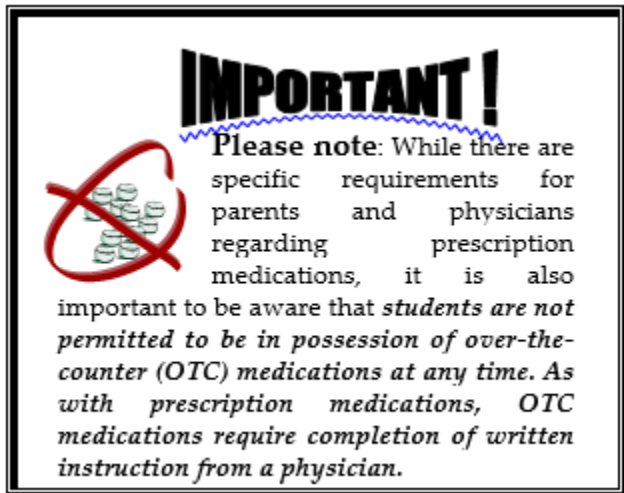 IMPORTANT !
Please note: While there are
specific requirements for
parents and physicians
regarding prescription
medications, it is also
important to be aware that students are not
permitted to be in possession of over-the-
counter (OTC) medications at any time. As
with prescription medications, OTC
medications require completion of written
instruction from a physician.